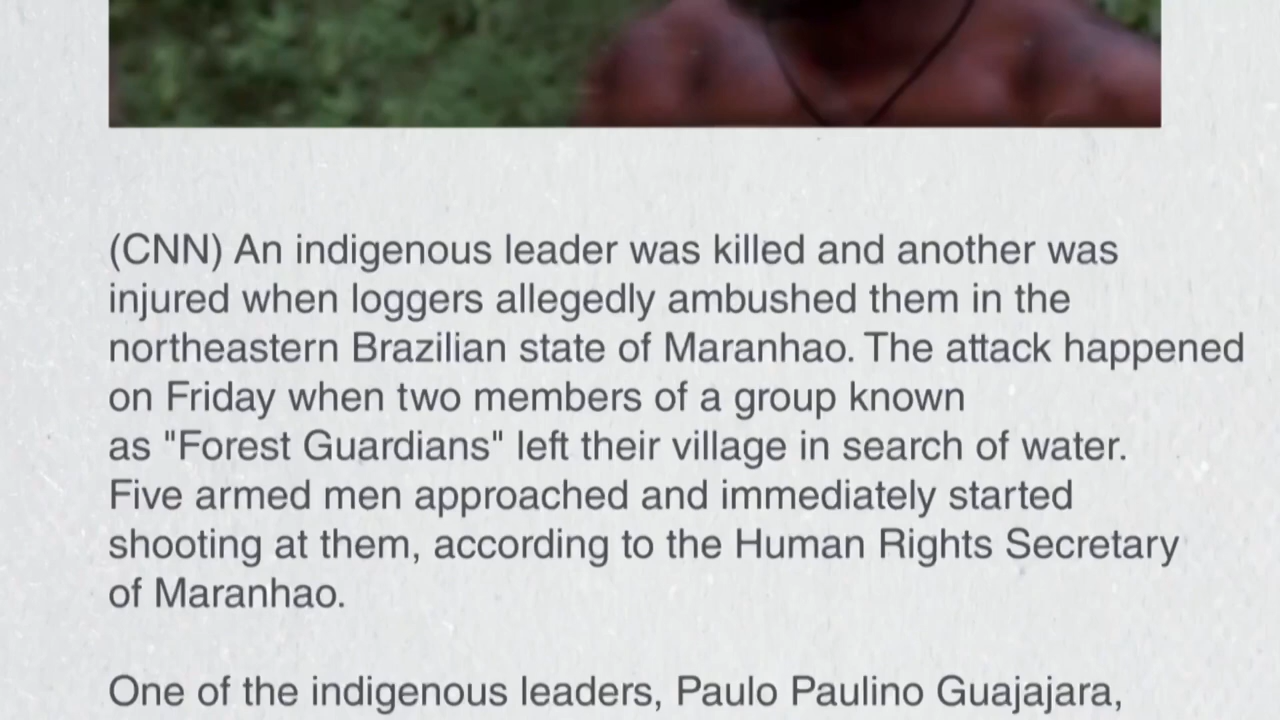 (CNN) An indigenous leader was killed and another was
injured when loggers allegedly ambushed them in the
northeastern Brazilian state of Maranhao. The attack happened
on Friday when two members of a group known
as "Forest Guardians" left their village in search of water.
Five armed men approached and immediately started
shooting at them, according to the Human Rights Secretary
of Maranhao.
One of the indigenous leaders, Paulo Paulino Guajajara,